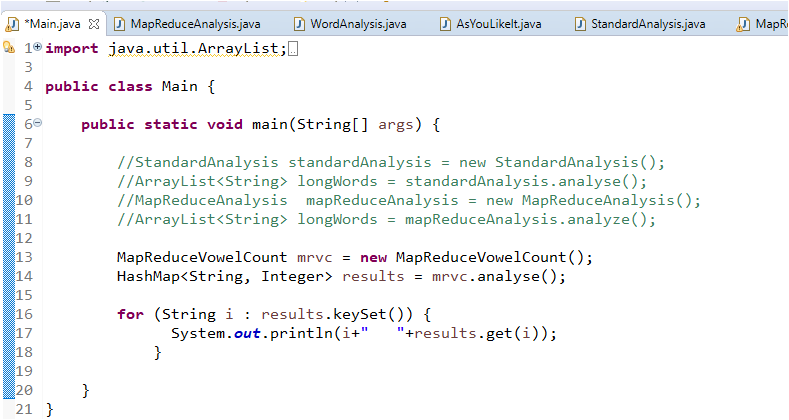 *Main.java MapReduceAnalysis.java WordAnalysis.java AsYouLikeIt.java StandardAnalysis.java MapR
1 import java.util.ArrayList;
3
4 public class Main {
5
6     public static void main(String[] args) {
7
8         //StandardAnalysis standardAnalysis = new StandardAnalysis();
9         //ArrayList<String> longWords = standardAnalysis.analyse();
10         //MapReduceAnalysis  mapReduceAnalysis = new MapReduceAnalysis();
11         //ArrayList<String> longWords = mapReduceAnalysis.analyze();
12
13         MapReduceVowelCount mrvc = new MapReduceVowelCount();
14         HashMap<String, Integer> results = mrvc.analyse();
15
16         for (String i : results.keySet()) {
17               System.out.println(i+"   "+results.get(i));
18             }
19
20     }
21 }